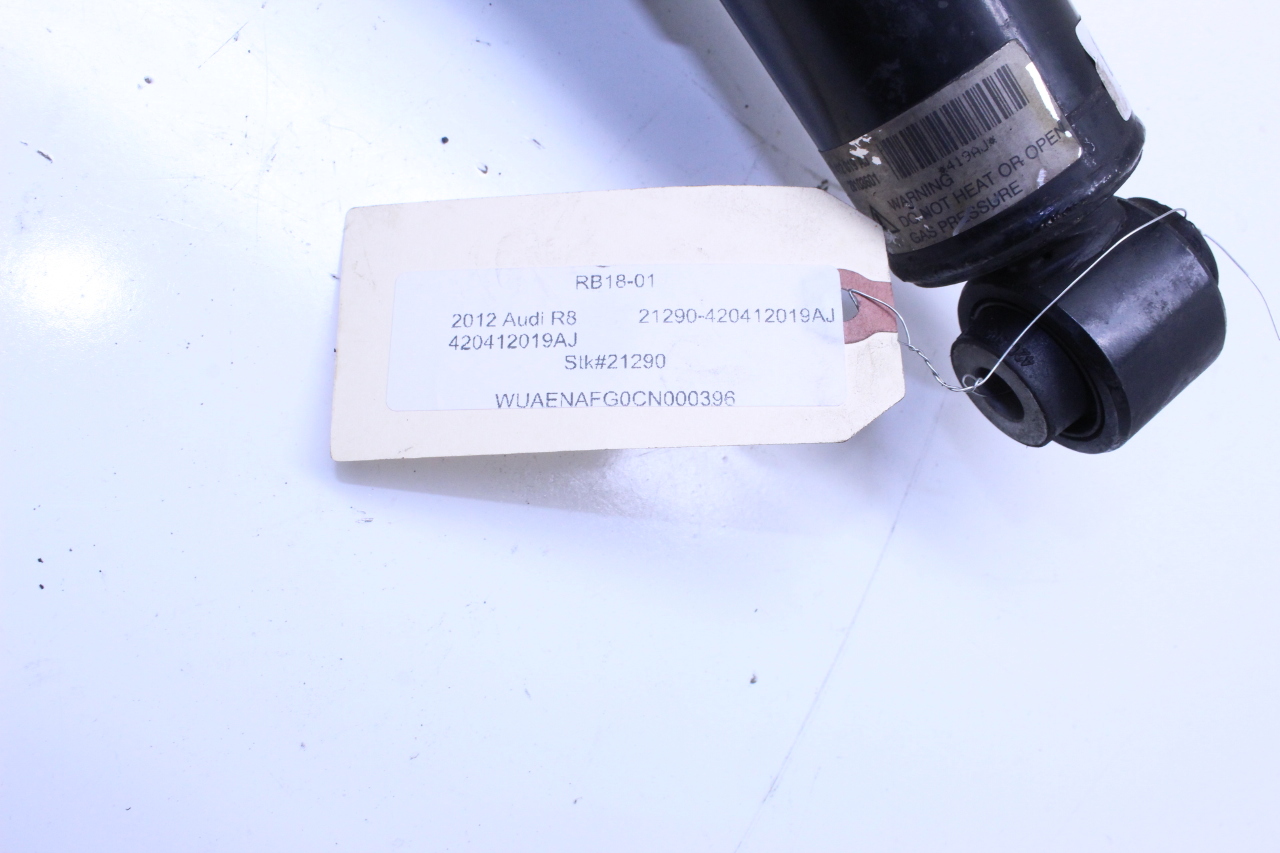 RB18-01
2012 Audi R8 21290-420412019AJ
420412019AJ
Stk#21290
WUAENAFG0CN000396
*419AJ*
WARNING
DO NOT HEAT OR OPEN
GAS PRESSURE